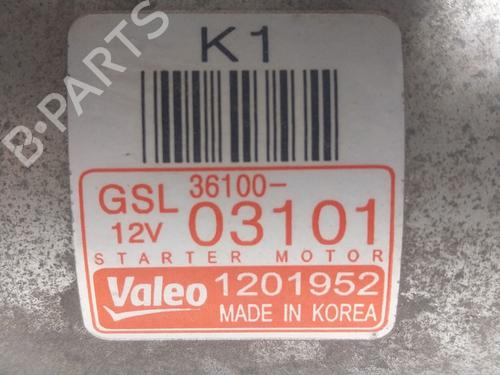 K1
GSL 36100-
12V 03101
STARTER MOTOR
Valeo 1201952
MADE IN KOREA
B-PARTS